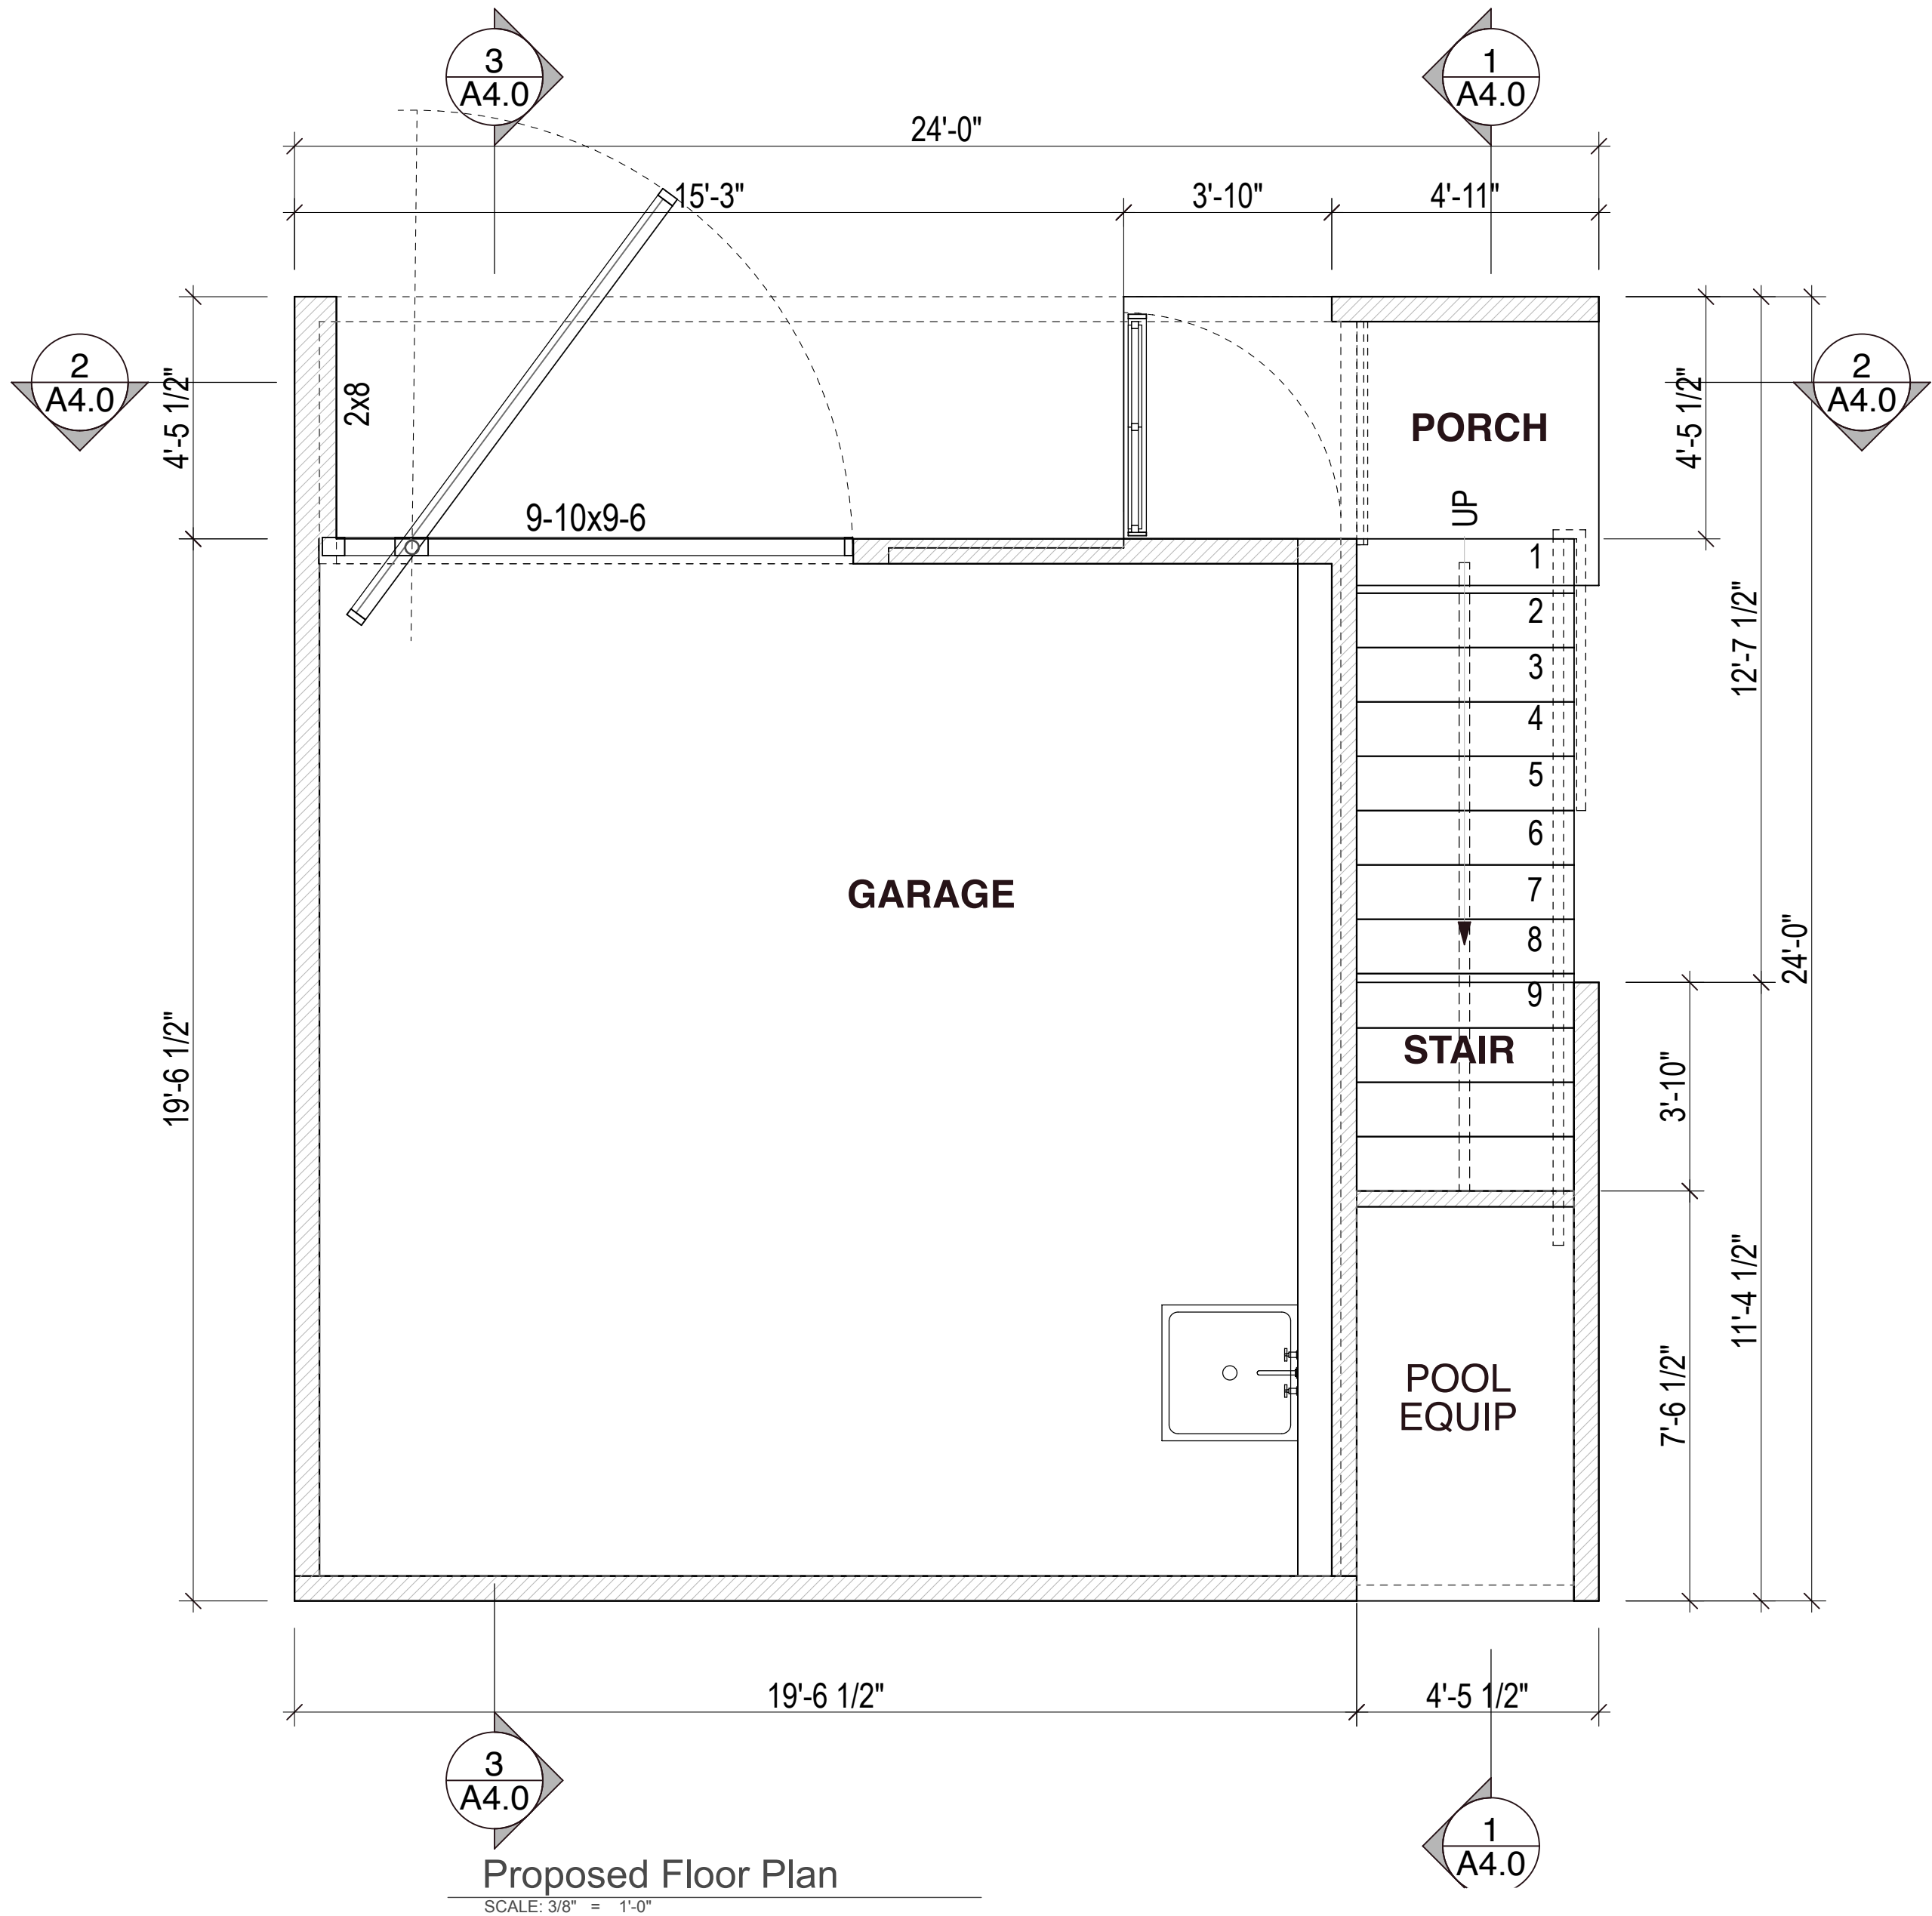 3
A4.0
1
A4.0
24'-0"
15'-3"
3'-10"
4'-11"
2
A4.0
2
A4.0
4'-5 1/2"
2x8
PORCH
4'-5 1/2"
UP
9-10x9-6
1
2
3
4
5
6
7
8
9
12'-7 1/2"
GARAGE
24'-0"
STAIR
19'-6 1/2"
3'-10"
11'-4 1/2"
POOL
EQUIP
7'-6 1/2"
19'-6 1/2"
4'-5 1/2"
3
A4.0
1
A4.0
Proposed Floor Plan
SCALE: 3/8" = 1'-0"